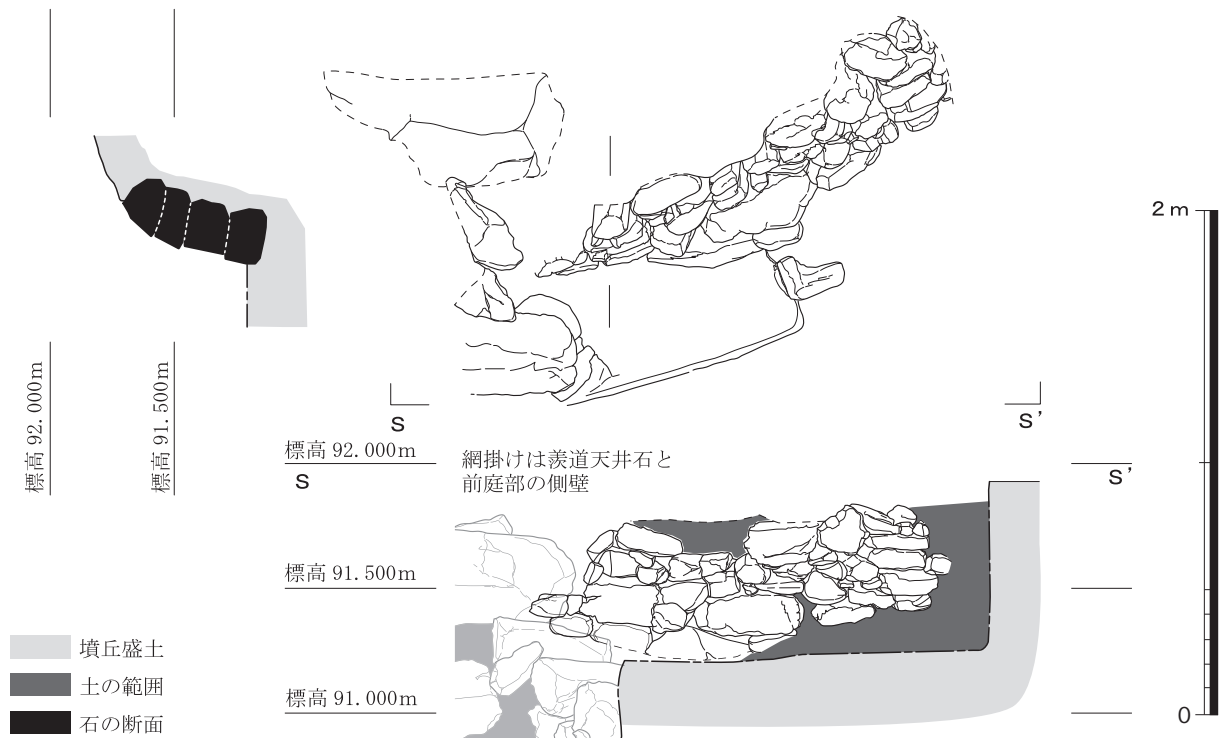 標高 92.000m
標高 91.500m
S
S’
標高 92.000m
S
S’
網掛けは羨道天井石と
前庭部の側壁
標高 91.500m
標高 91.000m
墳丘盛土
土の範囲
石の断面
2 m
0